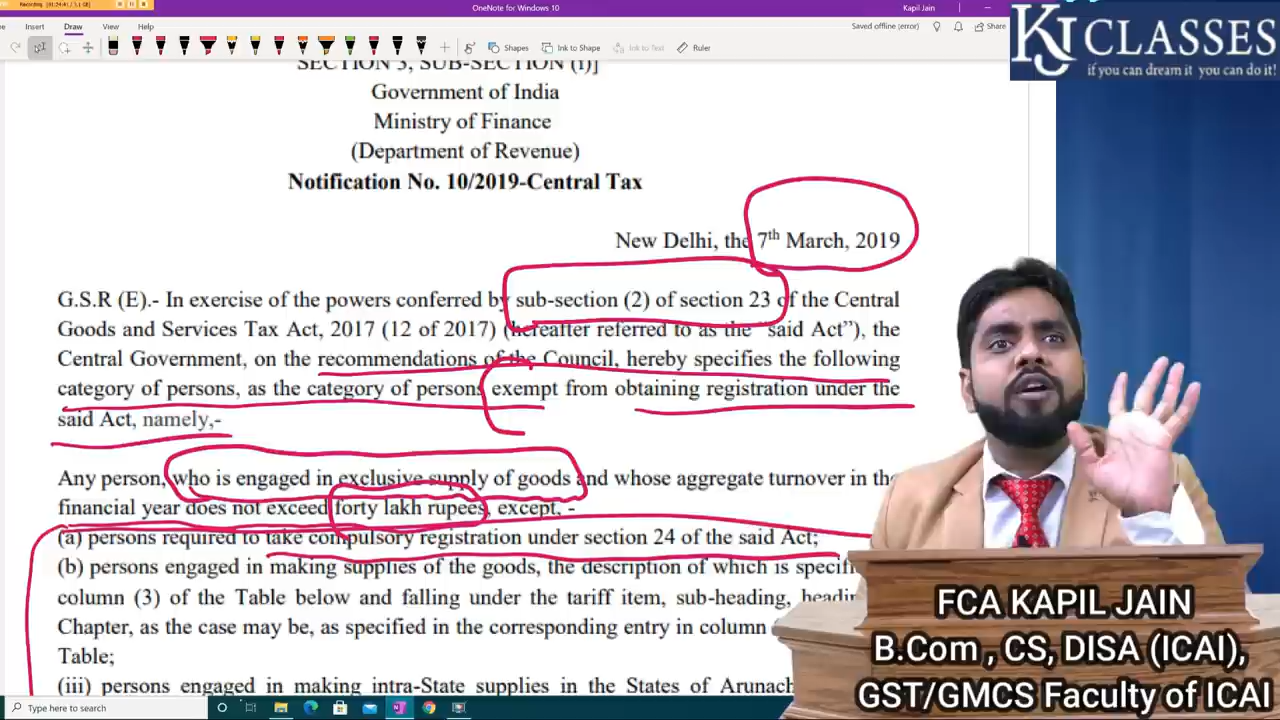 OneNote for Windows 10
Kapil Jain
Insert Draw View Help
Saved offline (error)
Share
Shapes
Ink to Shape
Ink to Text
Ruler
KJ CLASSES
if you can dream it you can do it!
SECTION 3, SUB-SECTION (i)]
Government of India
Ministry of Finance
(Department of Revenue)
Notification No. 10/2019-Central Tax
New Delhi, the 7th March, 2019
G.S.R (E).- In exercise of the powers conferred by sub-section (2) of section 23 of the Central
Goods and Services Tax Act, 2017 (12 of 2017) (hereafter referred to as the "said Act"), the
Central Government, on the recommendations of the Council, hereby specifies the following
category of persons, as the category of persons exempt from obtaining registration under the
said Act, namely,-
Any person, who is engaged in exclusive supply of goods and whose aggregate turnover in the
financial year does not exceed forty lakh rupees, except, -
(a) persons required to take compulsory registration under section 24 of the said Act;
(b) persons engaged in making supplies of the goods, the description of which is
column (3) of the Table below and falling under the tariff item, sub-heading,
Chapter, as the case may be, as specified in the corresponding entry in column
Table;
(iii) persons engaged in making intra-State supplies in the States of
FCA KAPIL JAIN
B.Com , CS, DISA (ICAI),
GST/GMCS Faculty of ICAI
Type here to search